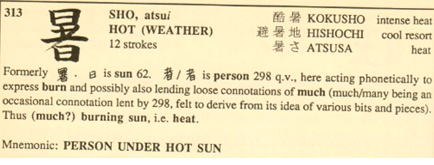 313 SHO, atsui 酷暑 KOKUSHO intense heat
暑 HOT (WEATHER) 避暑地 HISHOCHI cool resort
12 strokes 暑さ ATSUSA heat
Formerly 暑 . 日 is sun 62. 者/者 is person 298 q.v., here acting phonetically to
express burn and possibly also lending loose connotations of much (much/many being an
occasional connotation lent by 298, felt to derive from its idea of various bits and pieces).
Thus (much?) burning sun, i.e. heat.
Mnemonic: PERSON UNDER HOT SUN